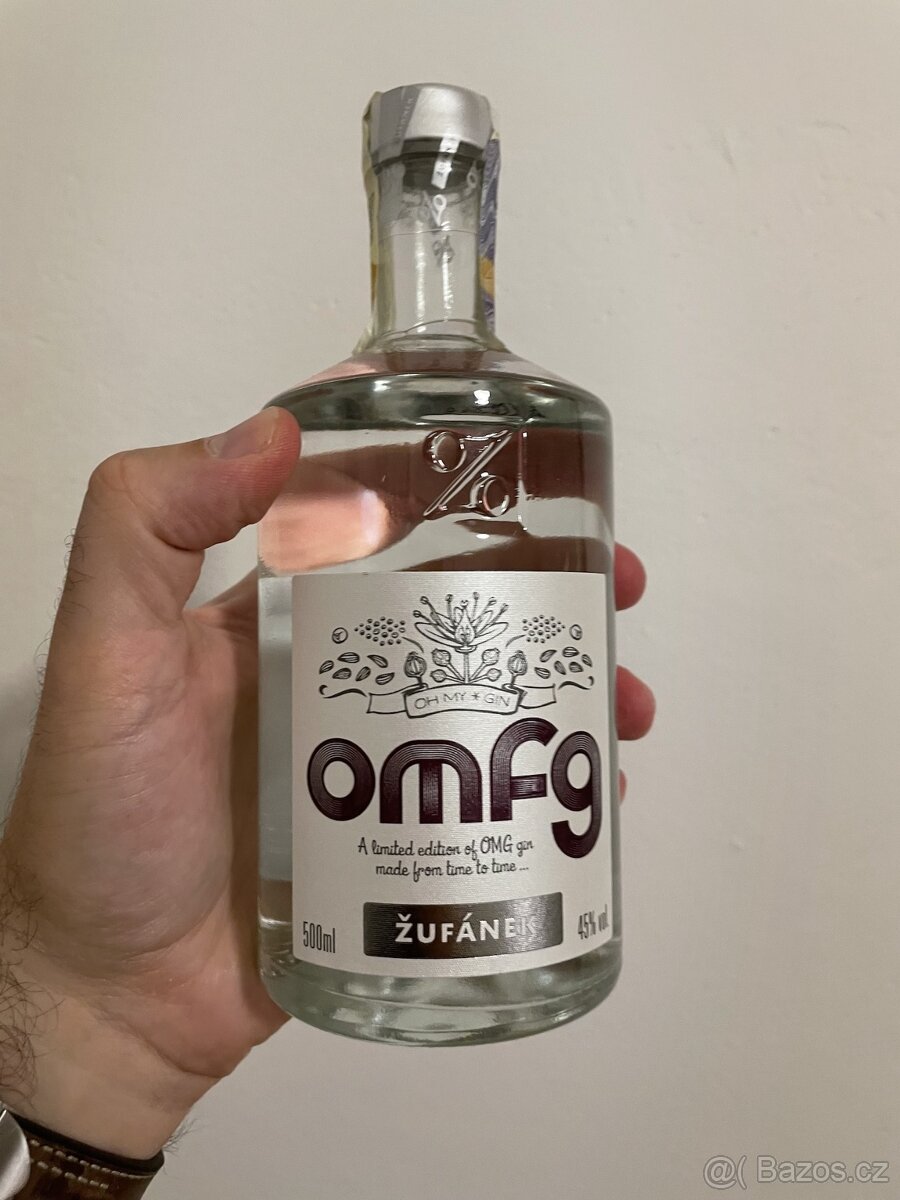 %
OH MY * GIN
omfg
A limited edition of OMG gin
made from time to time ...
500ml
ŽUFÁNEK
45% vol.
@( Bazos.cz